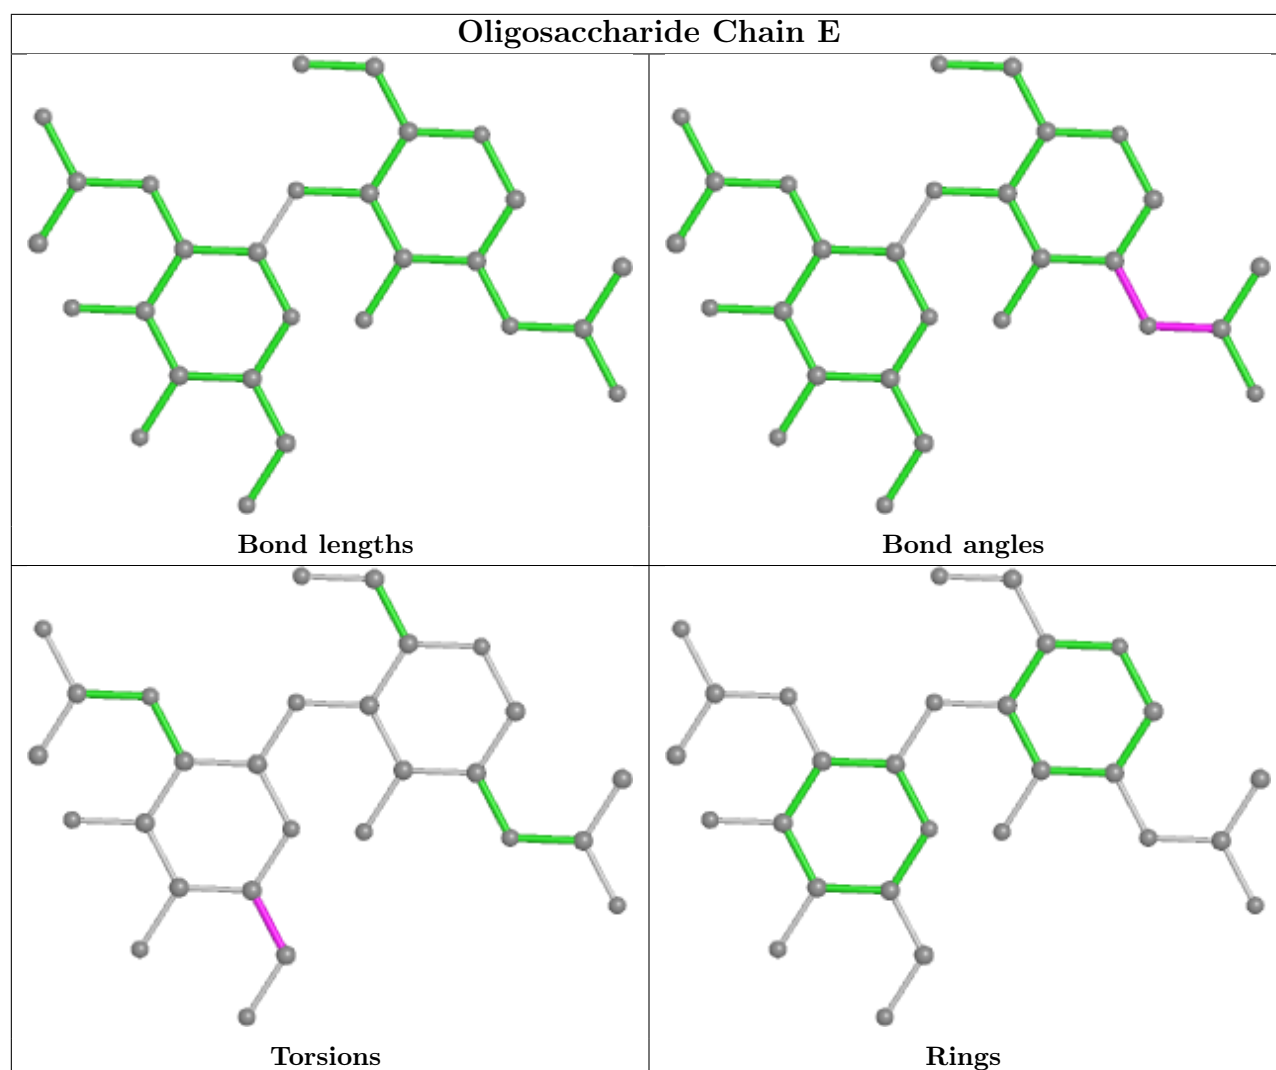 Oligosaccharide Chain E
Bond lengths
Bond angles
Torsions
Rings